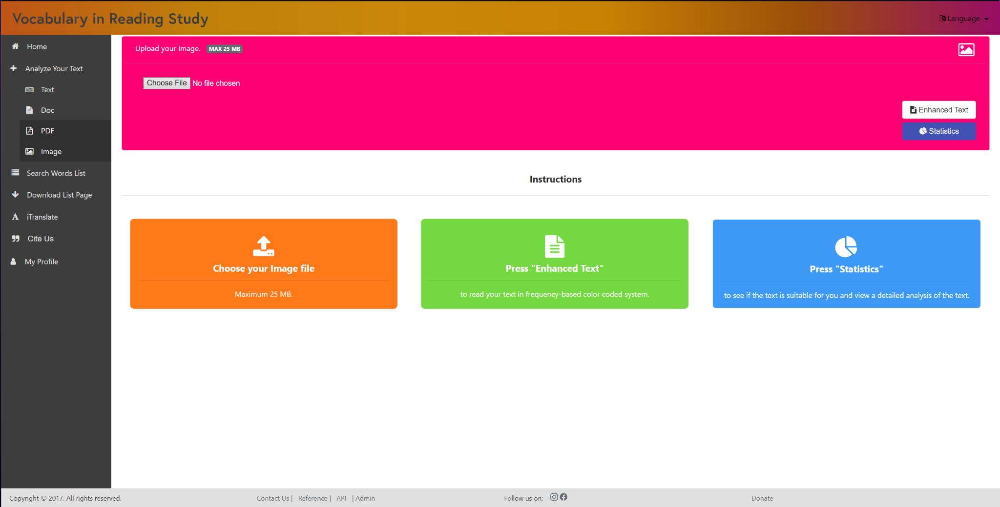 Vocabulary in Reading Study
Language
Home
Analyze Your Text
Text
Doc
PDF
Image
Search Words List
Download List Page
iTranslate
Cite Us
My Profile
Upload your Image. MAX 25 MB
Choose File No file chosen
Enhanced Text
Statistics
Instructions
Choose your Image file
Maximum 25 MB.
Press "Enhanced Text"
to read your text in frequency-based color coded system.
Press "Statistics"
to see if the text is suitable for you and view a detailed analysis of the text.
Copyright © 2017. All rights reserved.
Contact Us | Reference | API | Admin
Follow us on:
Donate